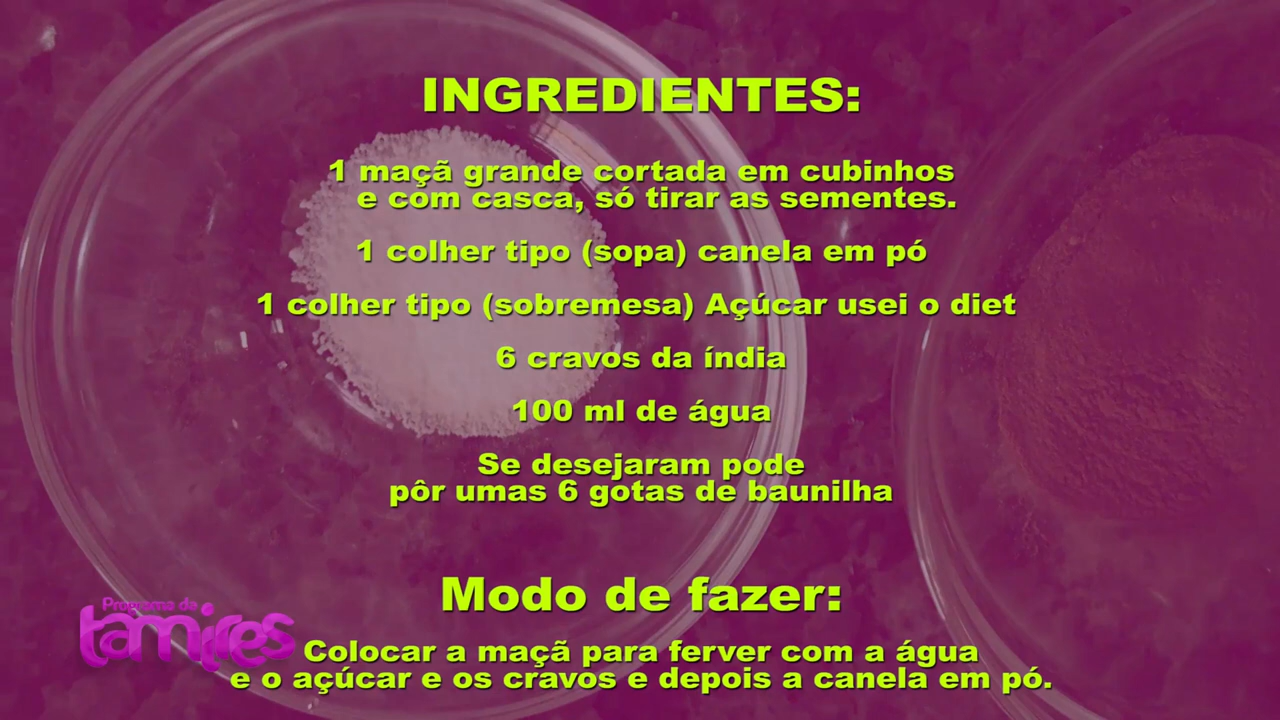 INGREDIENTES:
1 maçã grande cortada em cubinhos
e com casca, só tirar as sementes.
1 colher tipo (sopa) canela em pó
1 colher tipo (sobremesa) Açúcar usei o diet
6 cravos da índia
100 ml de água
Se desejaram pode
pôr umas 6 gotas de baunilha
Modo de fazer:
Programa da
tamires
Colocar a maçã para ferver com a água
e o açúcar e os cravos e depois a canela em pó.